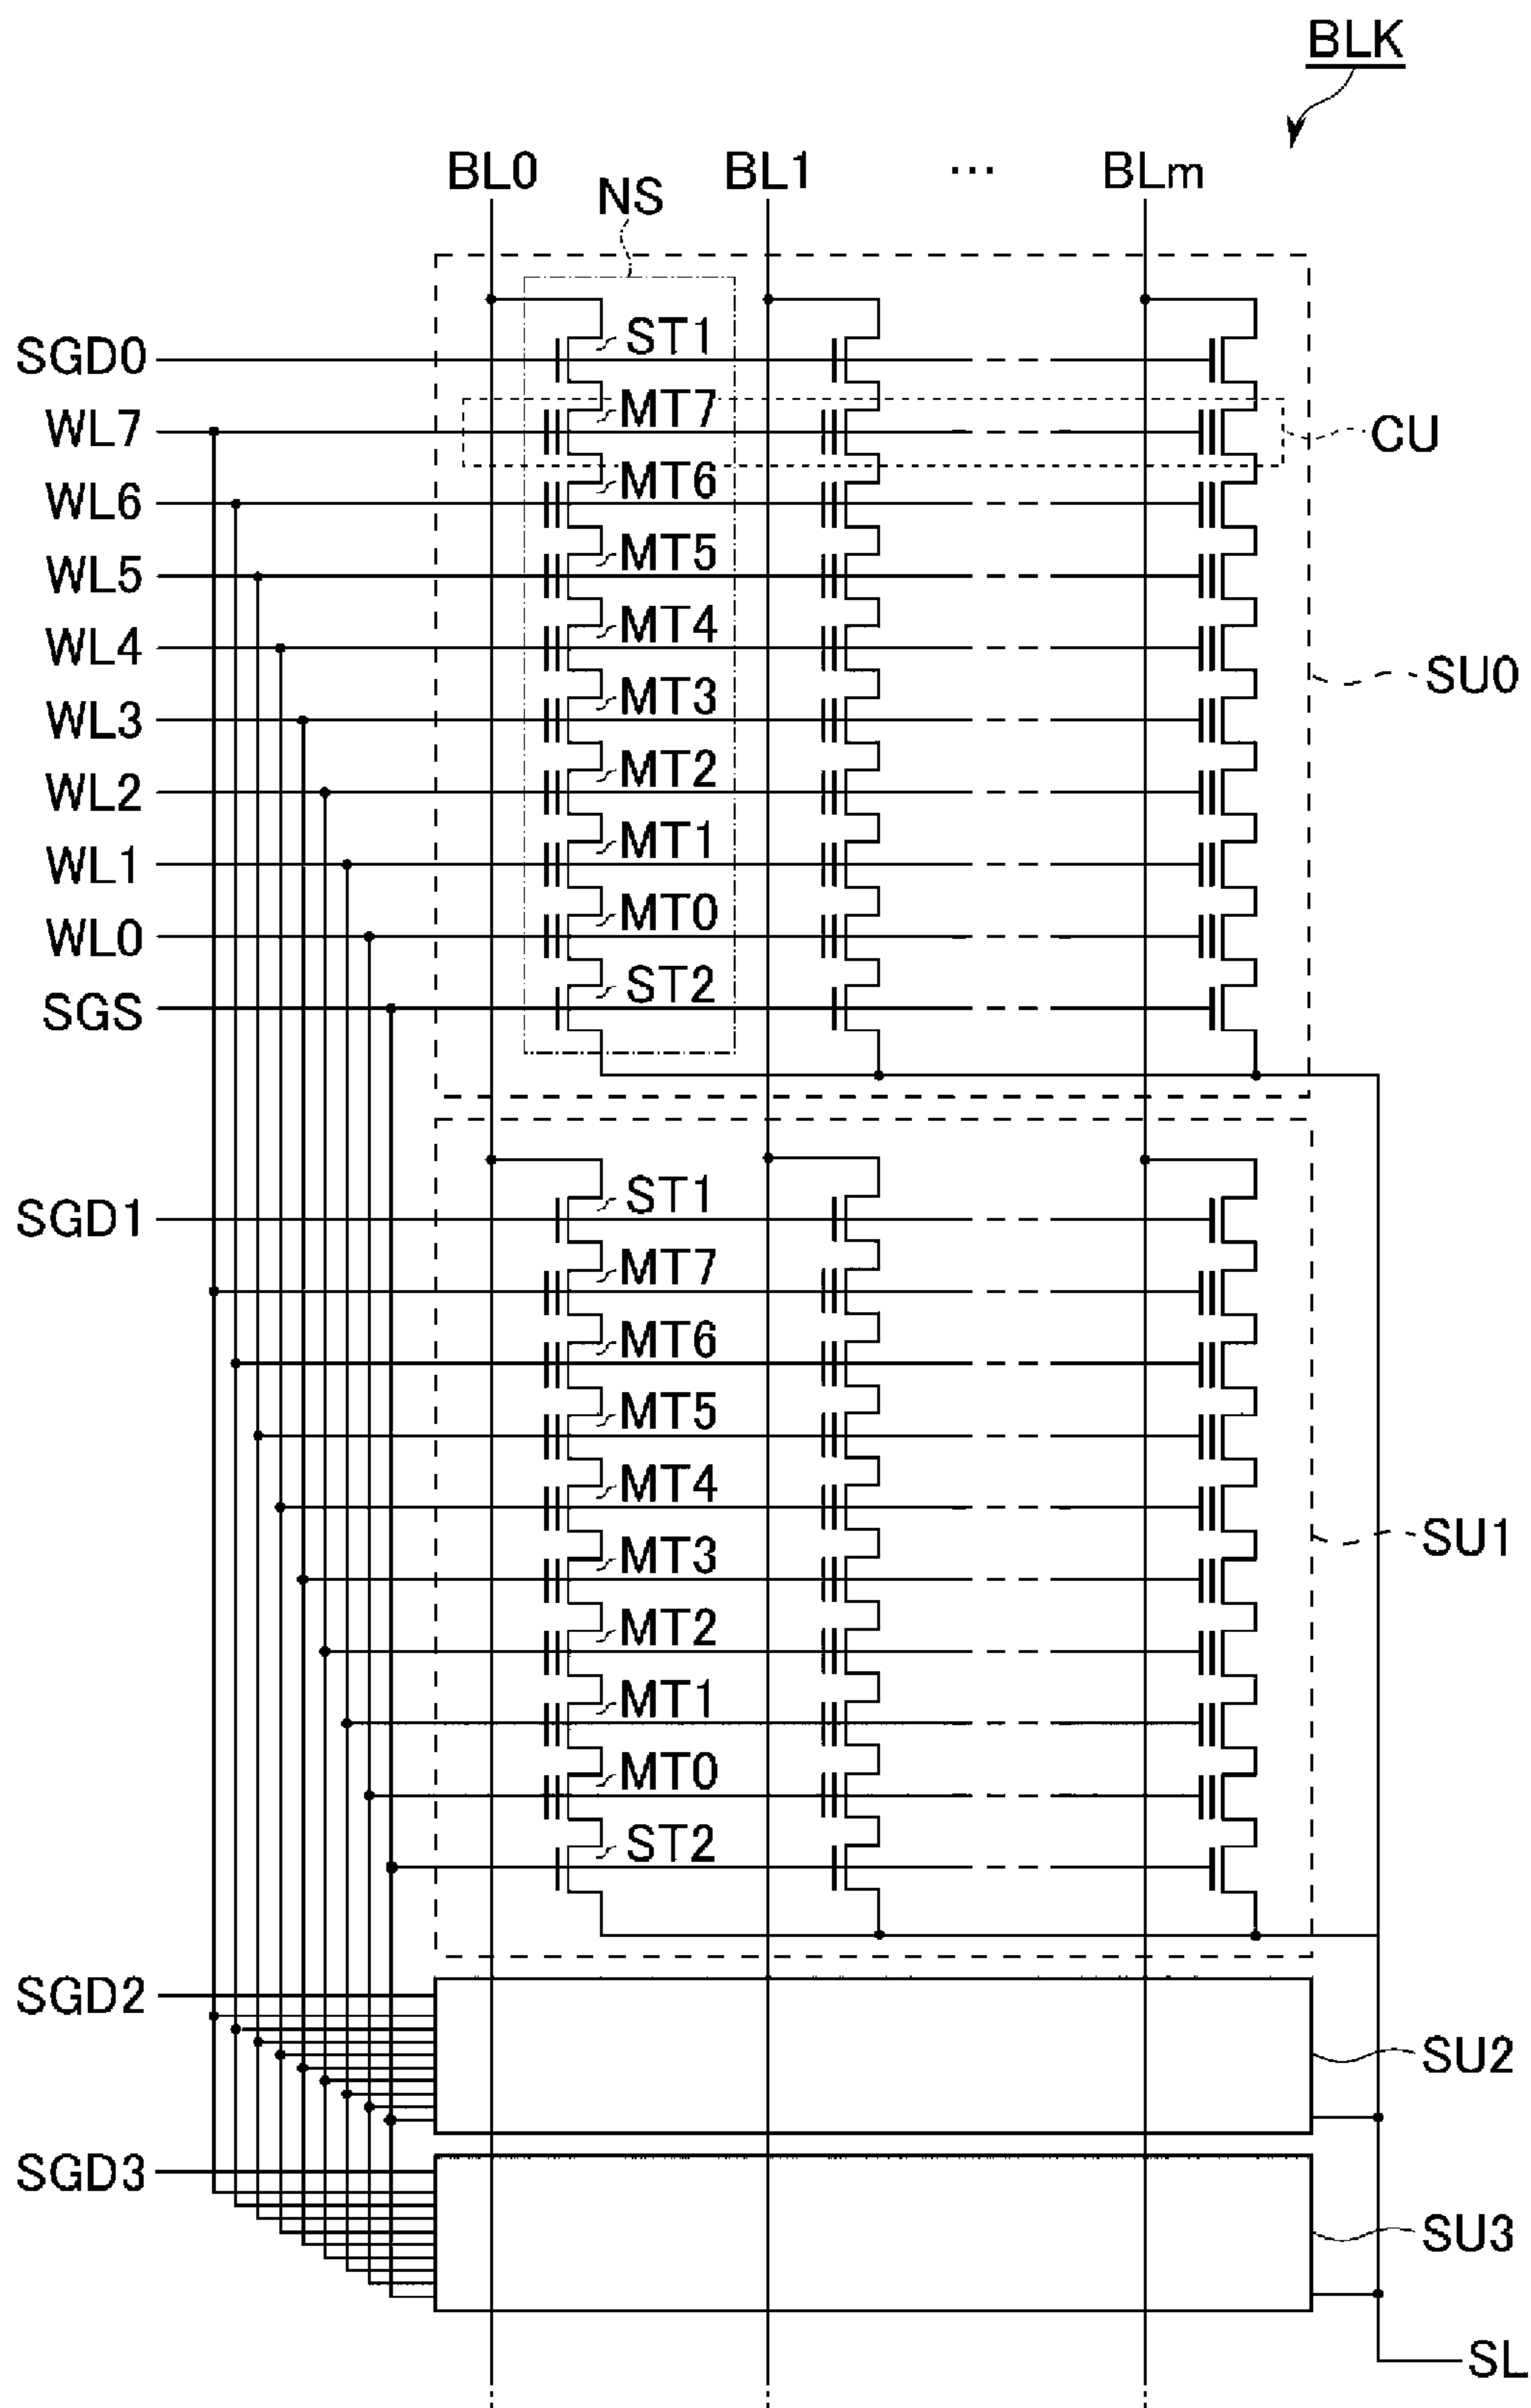 BLK
BL0 BL1 ... BLm
NS
SGD0 ST1
WL7 MT7 CU
WL6 MT6
WL5 MT5
WL4 MT4
SU0
WL3 MT3
WL2 MT2
WL1 MT1
WL0 MT0
SGS ST2
SGD1 ST1
MT7
MT6
MT5
MT4
SU1
MT3
MT2
MT1
MT0
ST2
SGD2
SU2
SGD3
SU3
SL